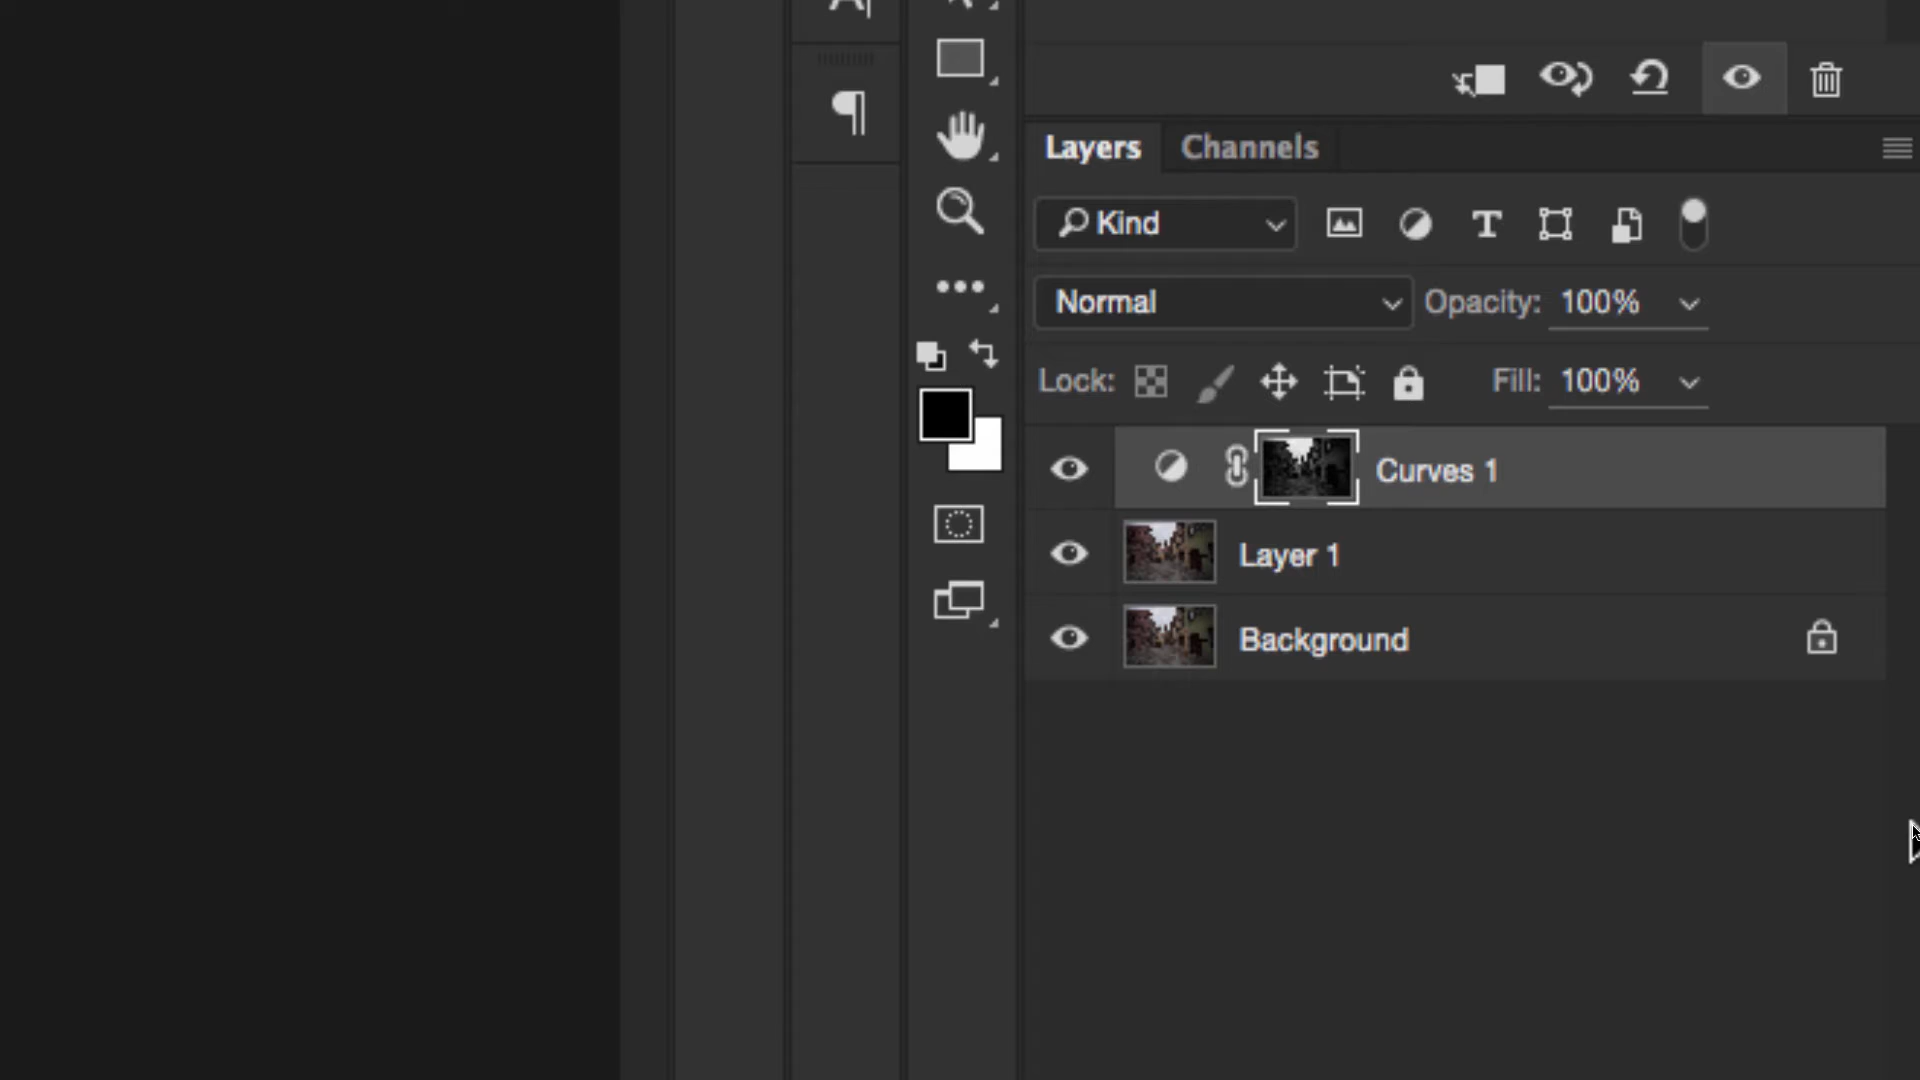 Layers Channels
Kind
Normal Opacity: 100%
Lock: Fill: 100%
Curves 1
Layer 1
Background